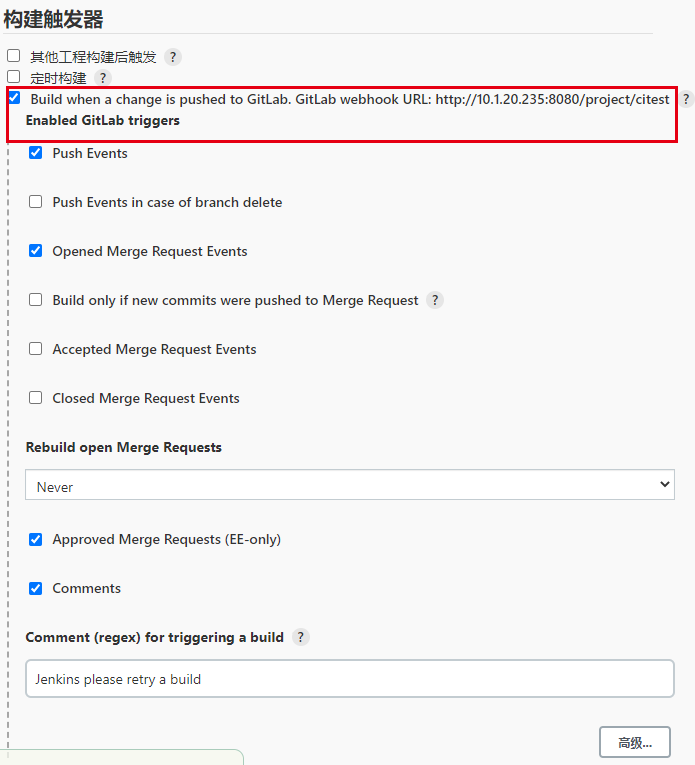 构建触发器
其他工程构建后触发 ?
定时构建 ?
Build when a change is pushed to GitLab. GitLab webhook URL: http://10.1.20.235:8080/project/citest ?
Enabled GitLab triggers
Push Events
Push Events in case of branch delete
Opened Merge Request Events
Build only if new commits were pushed to Merge Request ?
Accepted Merge Request Events
Closed Merge Request Events
Rebuild open Merge Requests
Never
Approved Merge Requests (EE-only)
Comments
Comment (regex) for triggering a build ?
Jenkins please retry a build
高级...